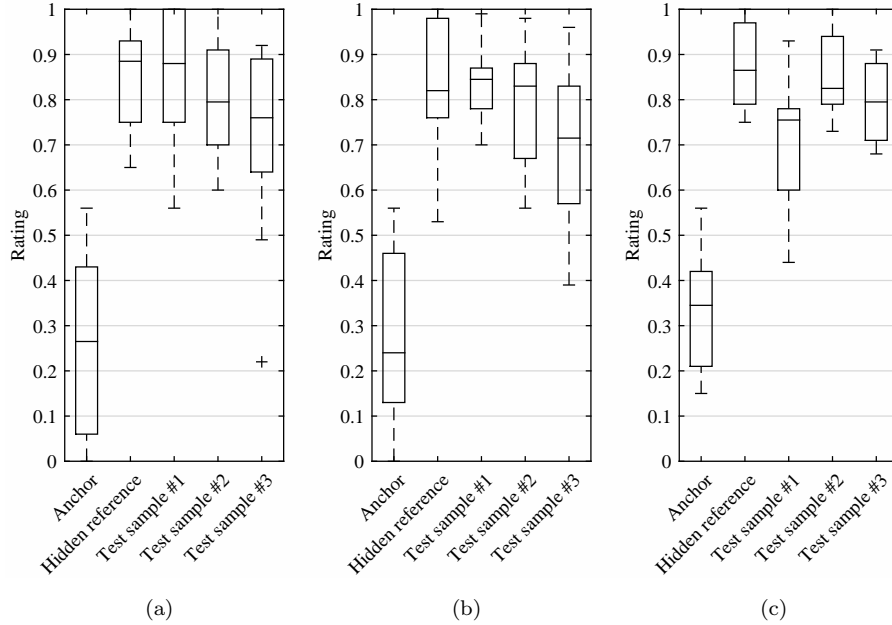 1
0.9
0.8
0.7
0.6
0.5
0.4
0.3
0.2
0.1
0
Rating
Anchor
Hidden reference
Test sample #1
Test sample #2
Test sample #3
(a)
1
0.9
0.8
0.7
0.6
0.5
0.4
0.3
0.2
0.1
0
Rating
Anchor
Hidden reference
Test sample #1
Test sample #2
Test sample #3
(b)
1
0.9
0.8
0.7
0.6
0.5
0.4
0.3
0.2
0.1
0
Rating
Anchor
Hidden reference
Test sample #1
Test sample #2
Test sample #3
(c)